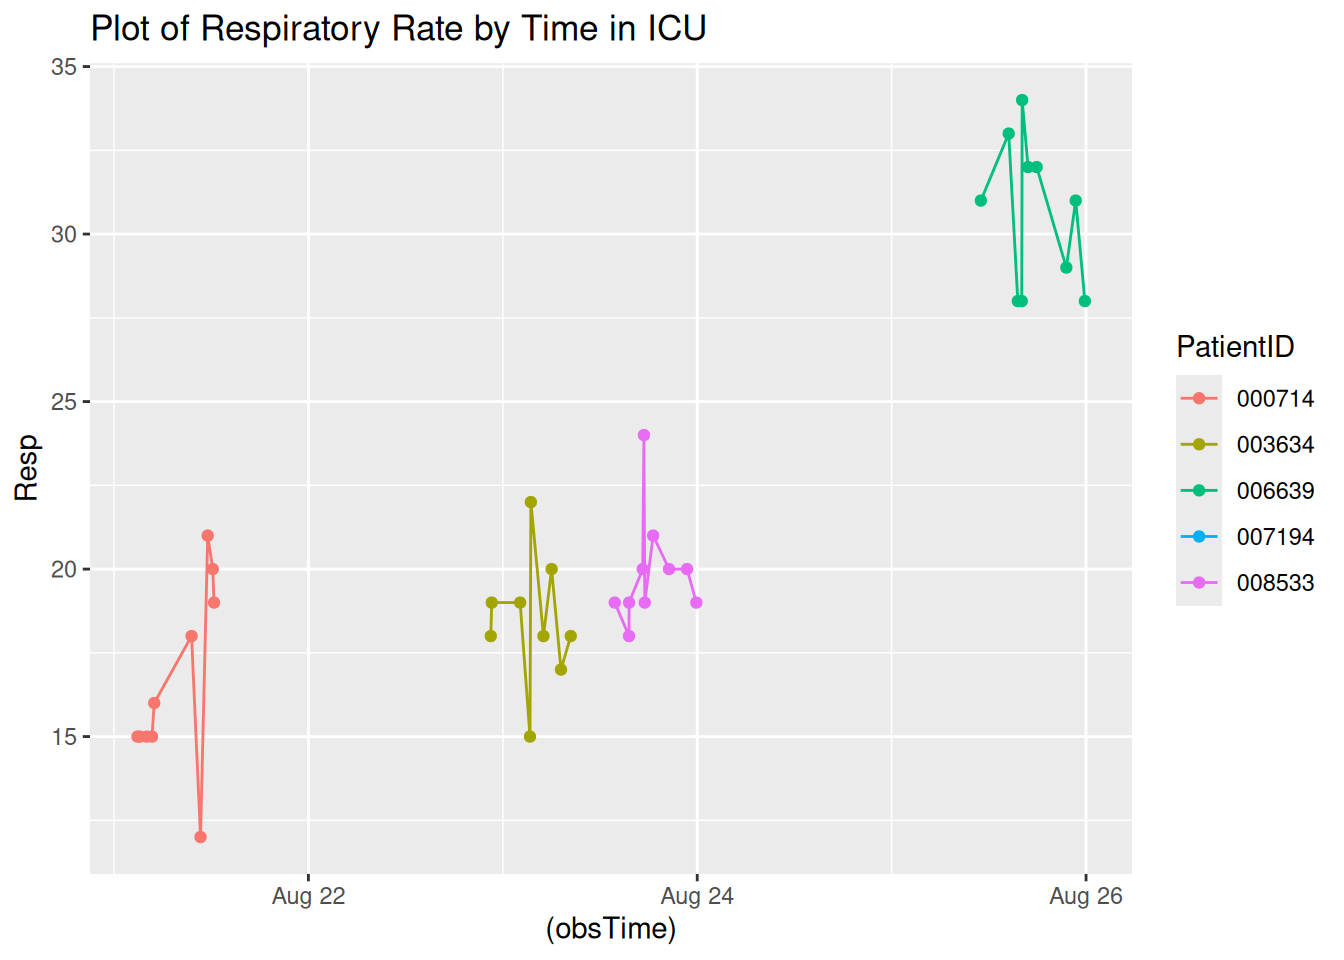 Plot of Respiratory Rate by Time in ICU
35
30
25
20
15
Resp
Aug 22
Aug 24
Aug 26
(obsTime)
PatientID
000714
003634
006639
007194
008533